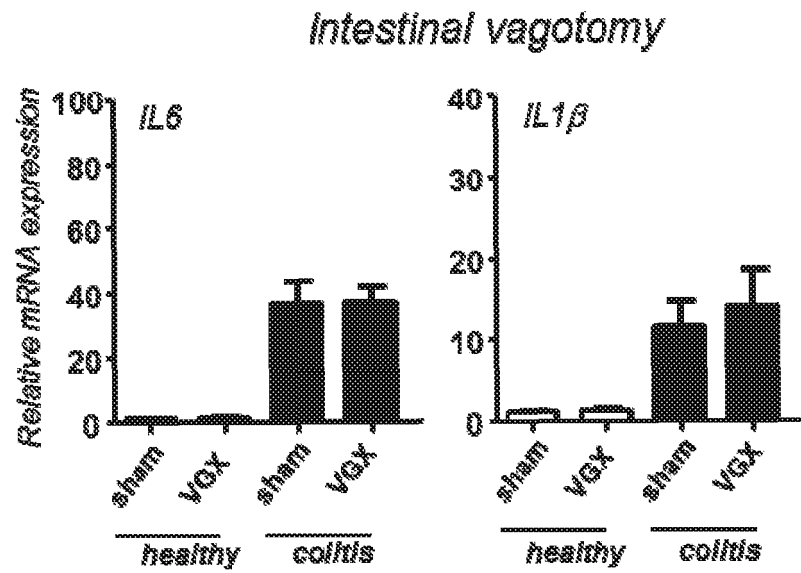 Intestinal vagotomy
Relative mRNA expression
IL6
100
80
60
40
20
0
sham
VGX
sham
VGX
healthy
colitis
IL1β
40
30
20
10
0
sham
VGX
sham
VGX
healthy
colitis